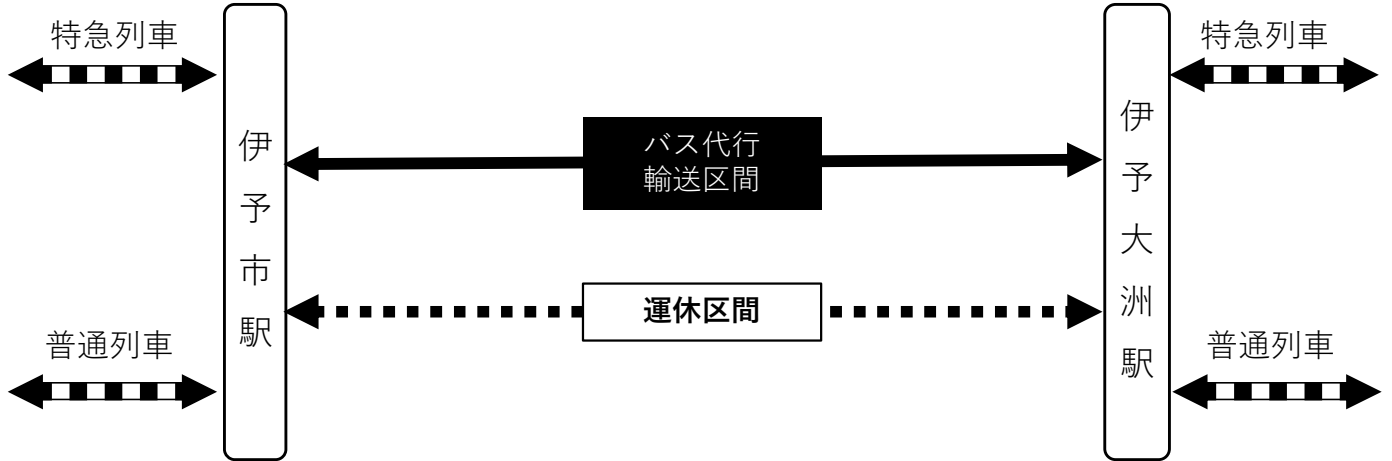 特急列車
普通列車
伊予市駅
バス代行
輸送区間
運休区間
伊予大洲駅
特急列車
普通列車